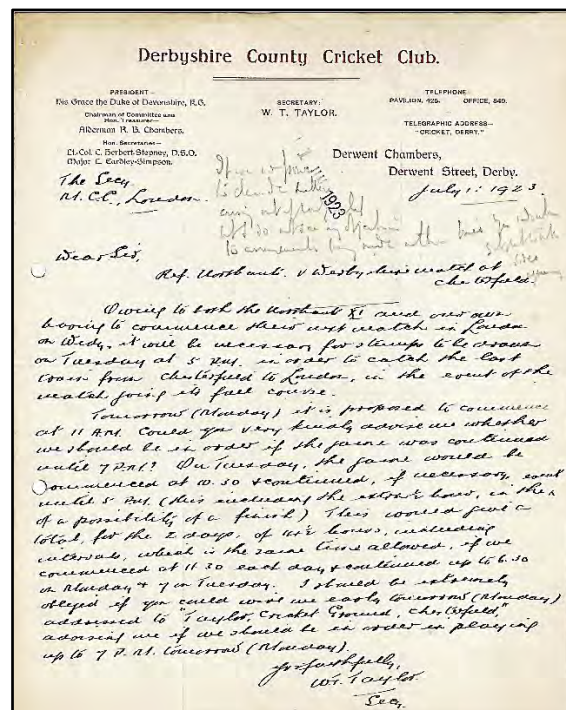 Derbyshire County Cricket Club.
PRESIDENT—
His Grace the Duke of Devonshire, K.G.
Chairman of Committee and
Hon. Treasurer—
Alderman R. B. Chambers.
Hon. Secretaries—
Lt-Col. C. Herbert-Stepney, D.S.O.
Major C. Eardley-Simpson.
SECRETARY:
W. T. TAYLOR.
TELEPHONE
PAVILION, 425. OFFICE, 849.
TELEGRAPHIC ADDRESS—
"CRICKET, DERBY."
Derwent Chambers,
Derwent Street, Derby.
July 1: 1923
The Secy
M.C.C., London.
1923
Dear Sir,
Ref. Northants. v Derbyshire match at
Chesterfield.
Owing to both the Northants XI and our own
having to commence their next match in London
on Wedy, it will be necessary for stumps to be drawn
on Tuesday at 5 P.M. in order to catch the last
train from Chesterfield to London, in the event of the
match going its full course.
Tomorrow (Monday) it is proposed to commence
at 11 A.M. Could you very kindly advise me whether
we should be in order if the game was continued
until 7 P.M? On Tuesday, the game would be
commenced at 10.30 & continued, if necessary,
until 5 P.M. (this including the extra ½ hour, in the event
of a possibility of a finish) This would give a
total, for the 2 days, of 14½ hours, including
intervals, which is the same time allowed, if we
commenced at 11.30 each day & continued up to 6.30
on Monday & 7 on Tuesday. I should be extremely
obliged if you could wire me early tomorrow (Monday)
addressed to "Taylor, Cricket Ground, Chesterfield,"
advising me if we should be in order in playing
up to 7 P.M. tomorrow (Monday).
Yrs faithfully,
W.T. Taylor
Secy.